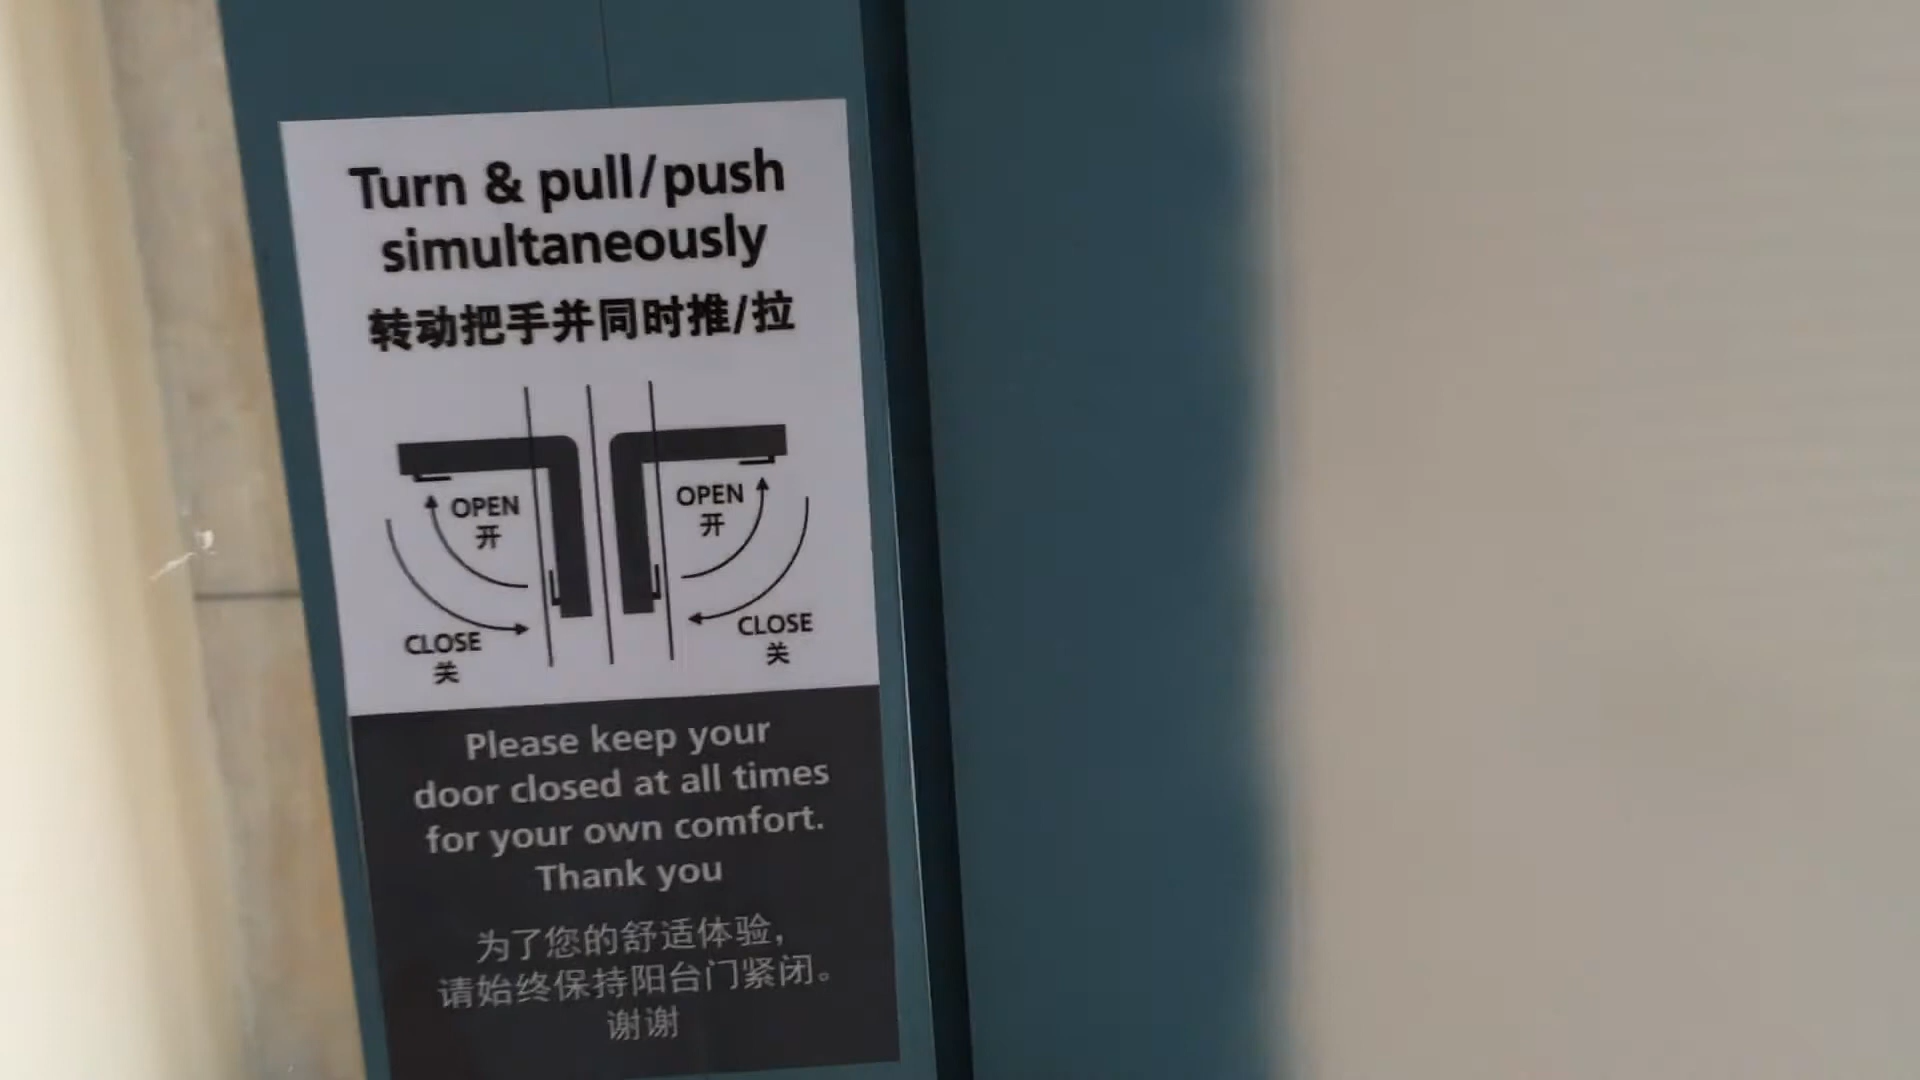 Turn & pull/push
simultaneously
转动把手并同时推/拉
OPEN
开
OPEN
开
CLOSE
关
CLOSE
关
Please keep your
door closed at all times
for your own comfort.
Thank you
为了您的舒适体验,
请始终保持阳台门紧闭。
谢谢